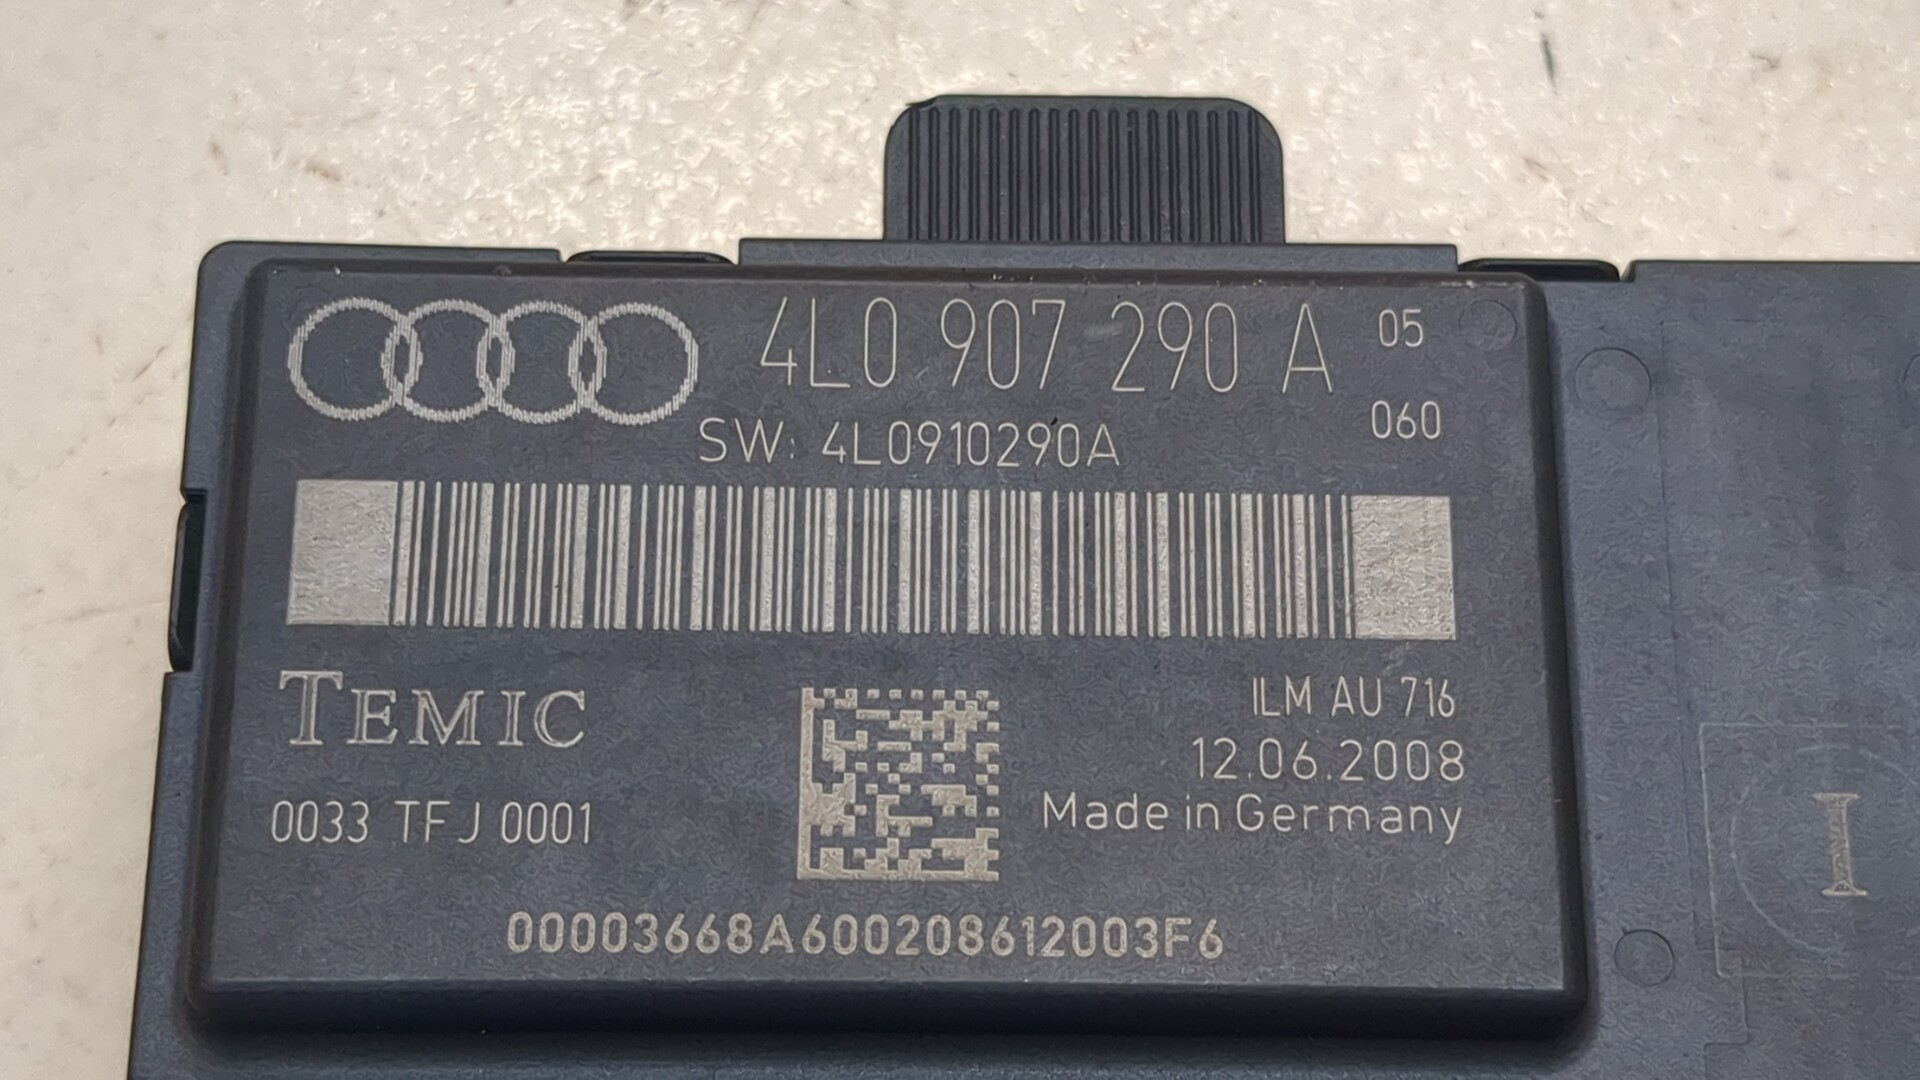 4L0 907 290 A 05
060
SW: 4L0910290A
TEMIC
ILM AU 716
12.06.2008
0033 TFJ 0001
Made in Germany
00003668A600208612003F6
I